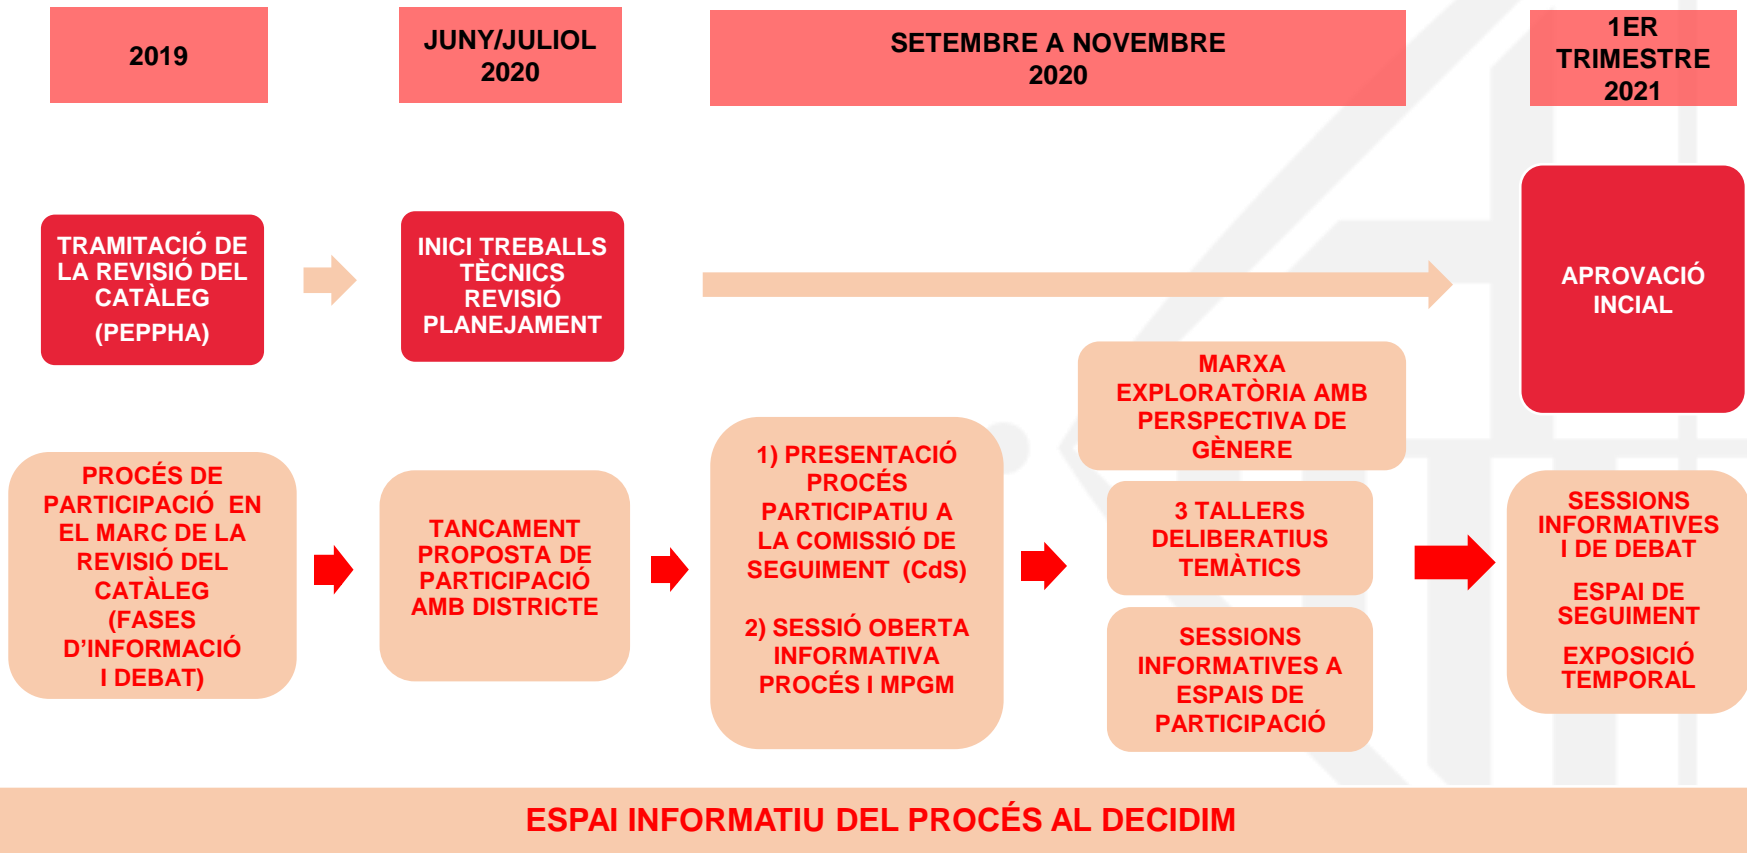 2019
JUNY/JULIOL
2020
SETEMBRE A NOVEMBRE
2020
1ER
TRIMESTRE
2021
TRAMITACIÓ DE
LA REVISIÓ DEL
CATÀLEG
(PEPPHA)
INICI TREBALLS
TÈCNICS
REVISIÓ
PLANEJAMENT
APROVACIÓ
INCIAL
PROCÉS DE
PARTICIPACIÓ EN
EL MARC DE LA
REVISIÓ DEL
CATÀLEG
(FASES
D’INFORMACIÓ
I DEBAT)
TANCAMENT
PROPOSTA DE
PARTICIPACIÓ
AMB DISTRICTE
1) PRESENTACIÓ
PROCÉS
PARTICIPATIU A
LA COMISSIÓ DE
SEGUIMENT (CdS)
2) SESSIÓ OBERTA
INFORMATIVA
PROCÉS I MPGM
MARXA
EXPLORATÒRIA AMB
PERSPECTIVA DE
GÈNERE
3 TALLERS
DELIBERATIUS
TEMÀTICS
SESSIONS
INFORMATIVES A
ESPAIS DE
PARTICIPACIÓ
SESSIONS
INFORMATIVES
I DE DEBAT
ESPAI DE
SEGUIMENT
EXPOSICIÓ
TEMPORAL
ESPAI INFORMATIU DEL PROCÉS AL DECIDIM